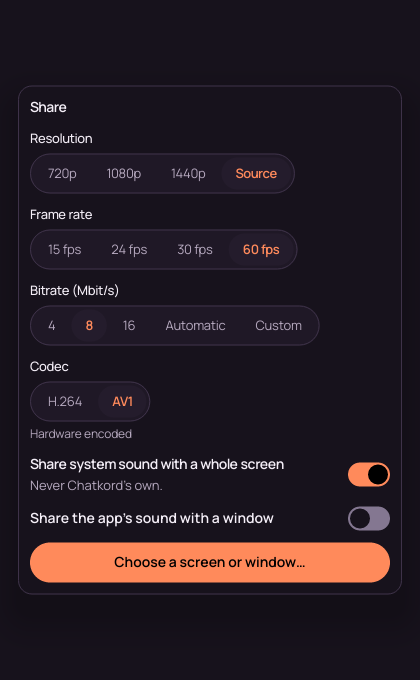 Share
Resolution
720p 1080p 1440p Source
Frame rate
15 fps 24 fps 30 fps 60 fps
Bitrate (Mbit/s)
4 8 16 Automatic Custom
Codec
H.264 AV1
Hardware encoded
Share system sound with a whole screen
Never Chatkord's own.
Share the app's sound with a window
Choose a screen or window...